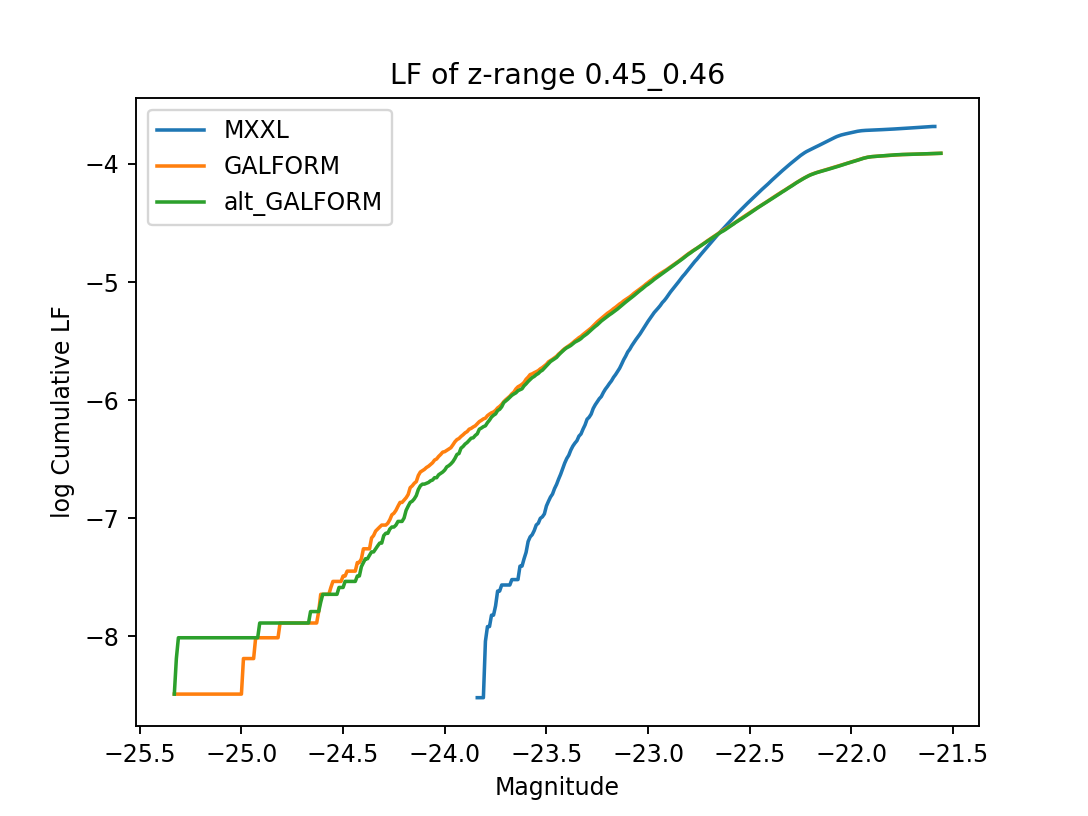 LF of z-range 0.45_0.46
MXXL
GALFORM
alt_GALFORM
log Cumulative LF
−4
−5
−6
−7
−8
−25.5 −25.0 −24.5 −24.0 −23.5 −23.0 −22.5 −22.0 −21.5
Magnitude